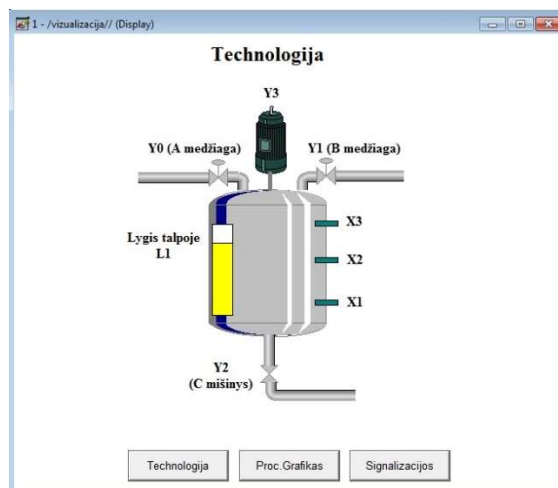 1 - /vizualizacija// (Display)
Technologija
Y3
Y0 (A medžiaga)
Y1 (B medžiaga)
X3
Lygis talpoje
L1
X2
X1
Y2
(C mišinys)
Technologija
Proc.Grafikas
Signalizacijos